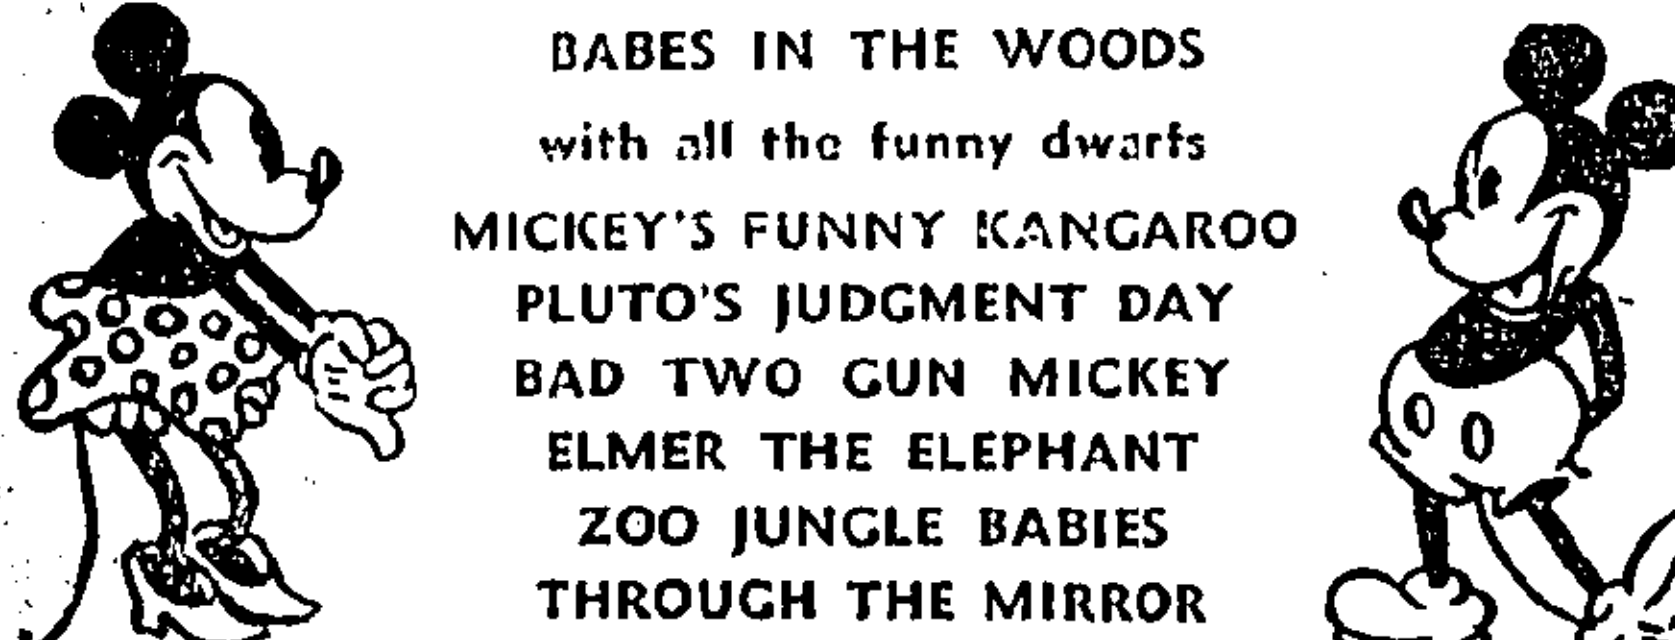 BABES IN THE WOODS
with all the funny dwarfs
MICKEY'S FUNNY KANGAROO
PLUTO'S JUDGMENT DAY
BAD TWO GUN MICKEY
ELMER THE ELEPHANT
ZOO JUNGLE BABIES
THROUGH THE MIRROR